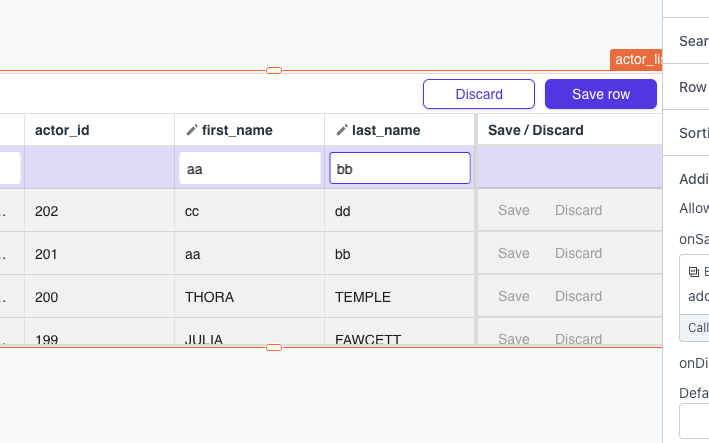 Sear
actor_lis
Discard Save row
Row
actor_id first_name last_name Save / Discard
Sorti
aa bb
Addi
Allow
.. 202 cc dd Save Discard
onSa
.. 201 aa bb Save Discard
E
add
.. 200 THORA TEMPLE Save Discard
Call
.. 199 JULIA FAWCETT Save Discard
onDi
Defa